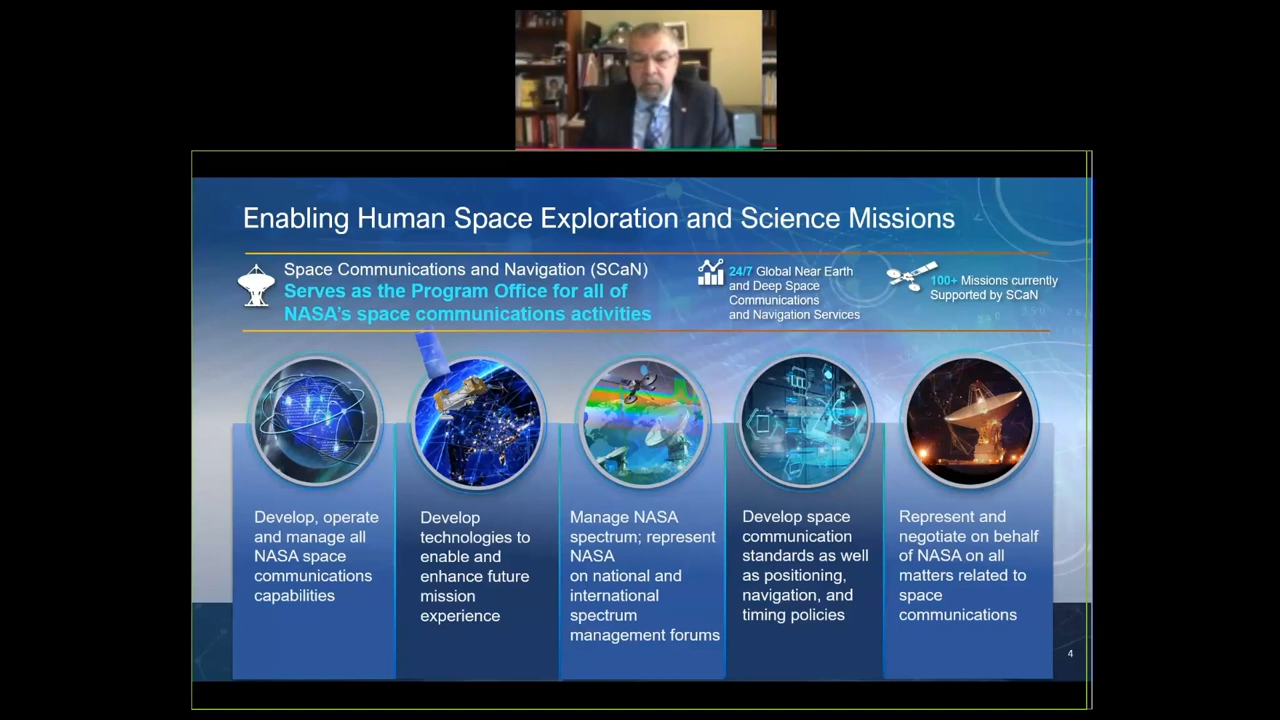 Enabling Human Space Exploration and Science Missions
Space Communications and Navigation (SCaN)
Serves as the Program Office for all of
NASA's space communications activities
24/7 Global Near Earth
and Deep Space
Communications
and Navigation Services
100+ Missions currently
Supported by SCaN
Develop, operate
and manage all
NASA space
communications
capabilities
Develop
technologies to
enable and
enhance future
mission
experience
Manage NASA
spectrum; represent
NASA
on national and
international
spectrum
management forums
Develop space
communication
standards as well
as positioning,
navigation, and
timing policies
Represent and
negotiate on behalf
of NASA on all
matters related to
space
communications
4